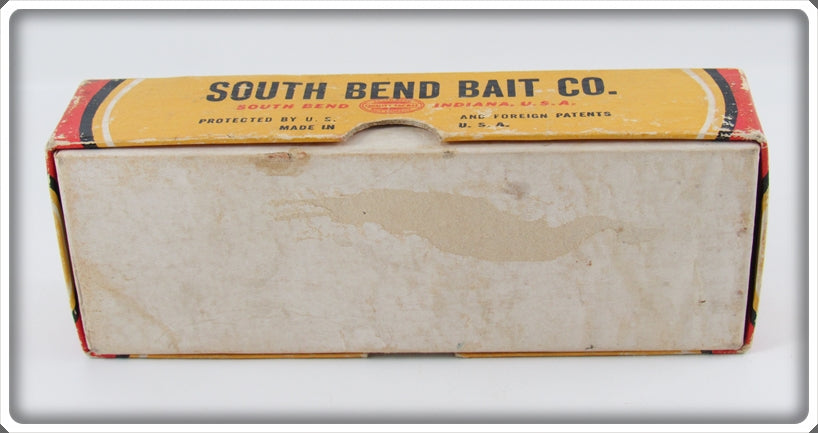 SOUTH BEND BAIT CO.
SOUTH BEND INDIANA, U.S.A.
PROTECTED BY U. S. AND FOREIGN PATENTS
MADE IN U. S. A.